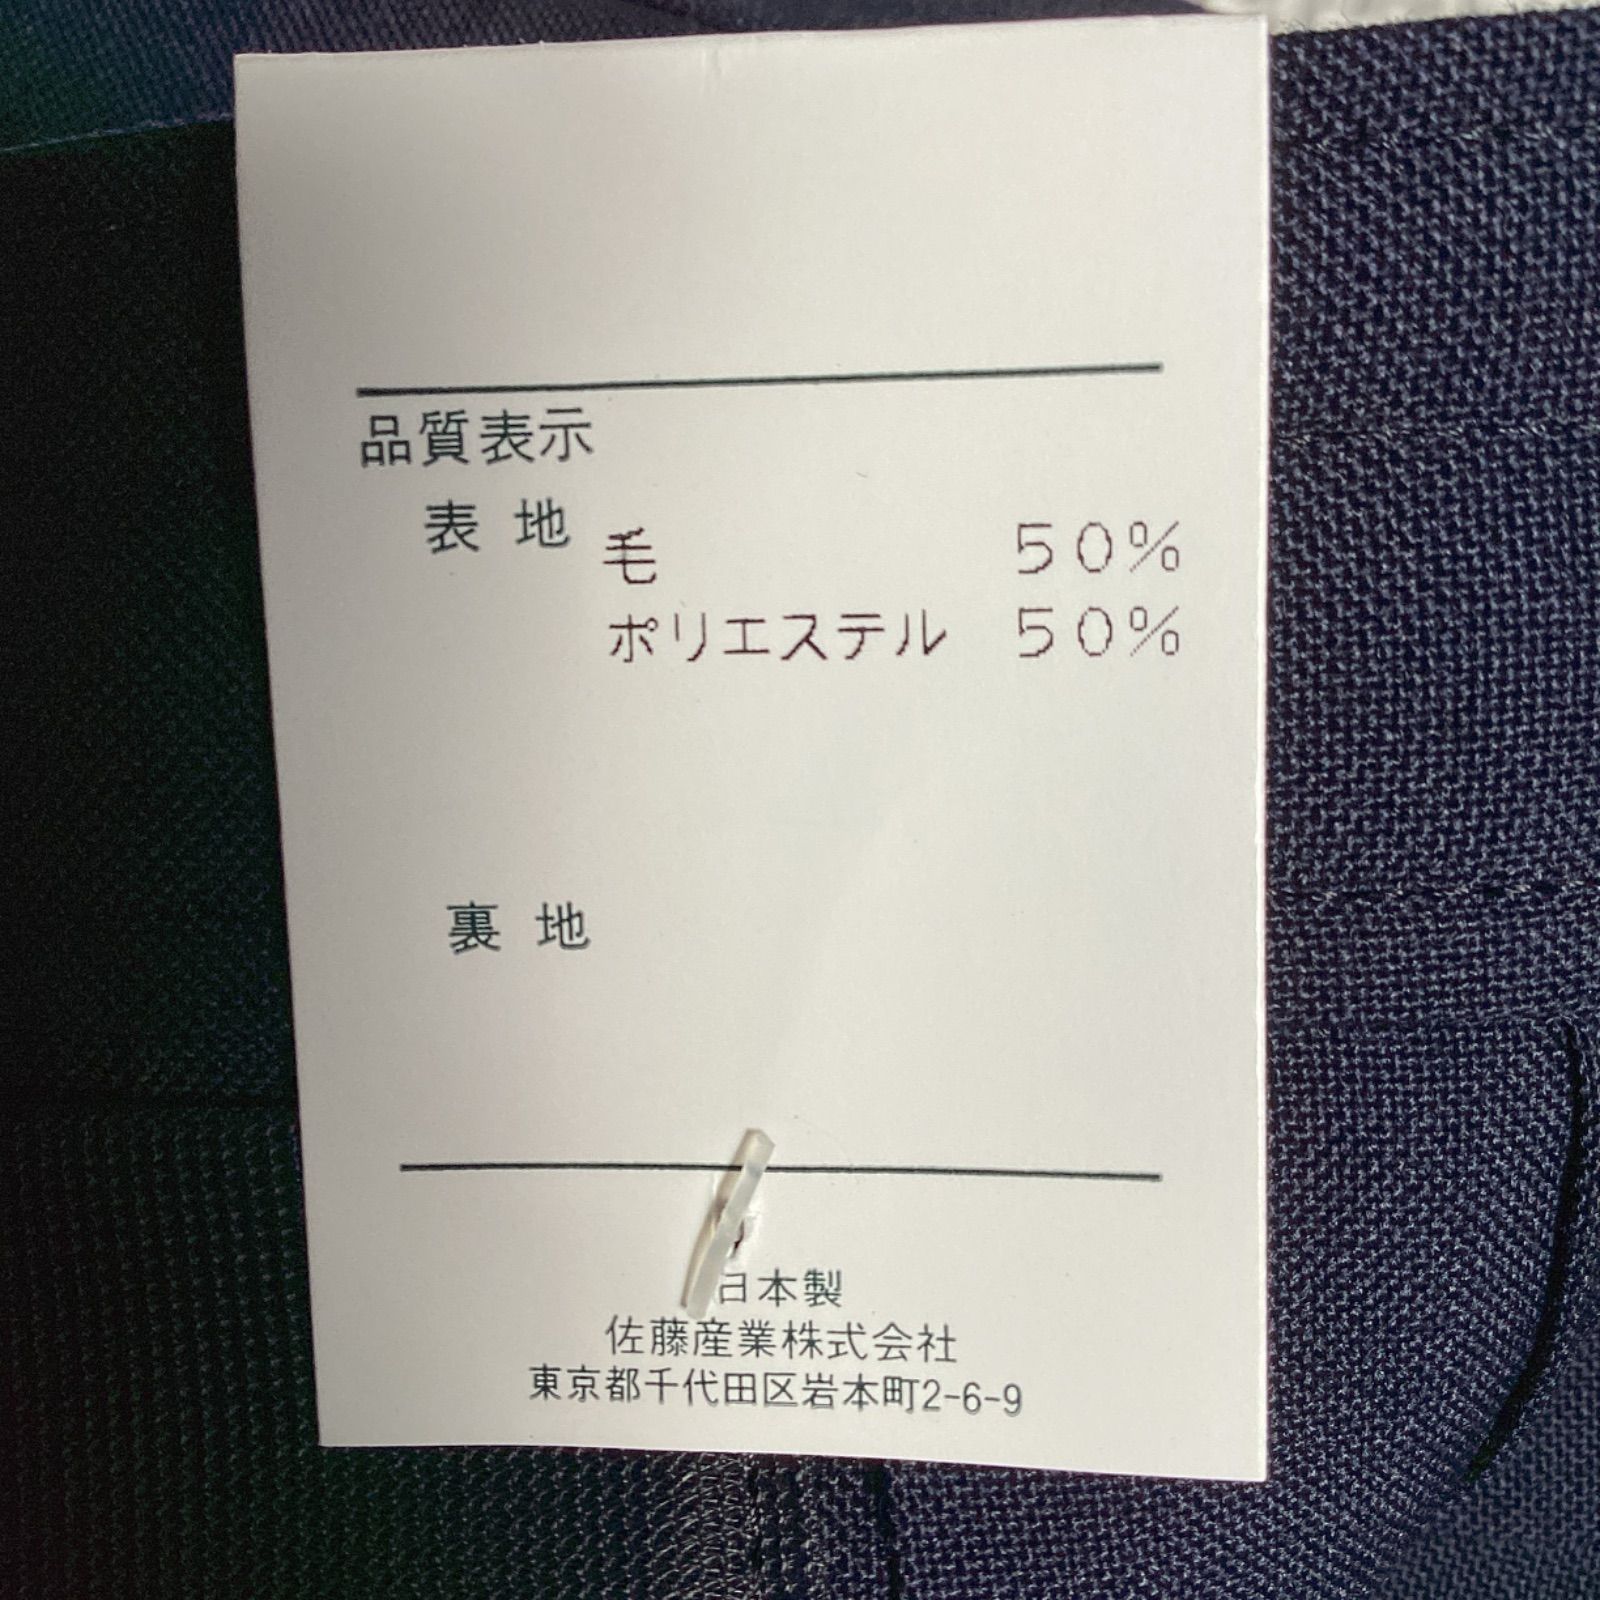 品質表示
表地 毛 50%
ポリエステル 50%
裏地
日本製
佐藤産業株式会社
東京都千代田区岩本町2-6-9